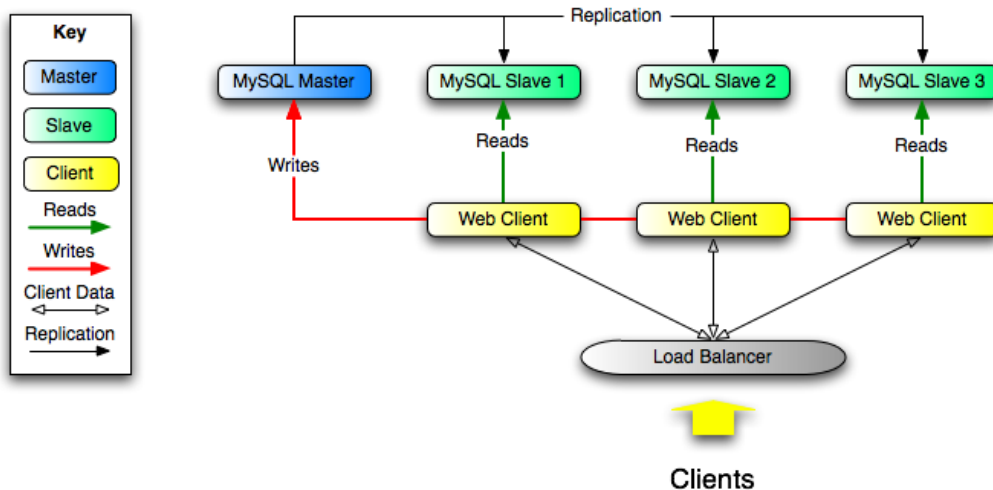 Key
Master
Slave
Client
Reads
Writes
Client Data
Replication
Replication
MySQL Master
MySQL Slave 1
MySQL Slave 2
MySQL Slave 3
Writes
Reads
Reads
Reads
Web Client
Web Client
Web Client
Load Balancer
Clients